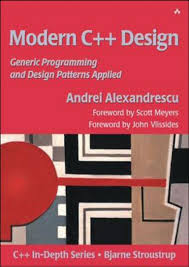 Modern C++ Design
Generic Programming
and Design Patterns Applied
Andrei Alexandrescu
Foreword by Scott Meyers
Foreword by John Vlissides
C++ In-Depth Series • Bjarne Stroustrup